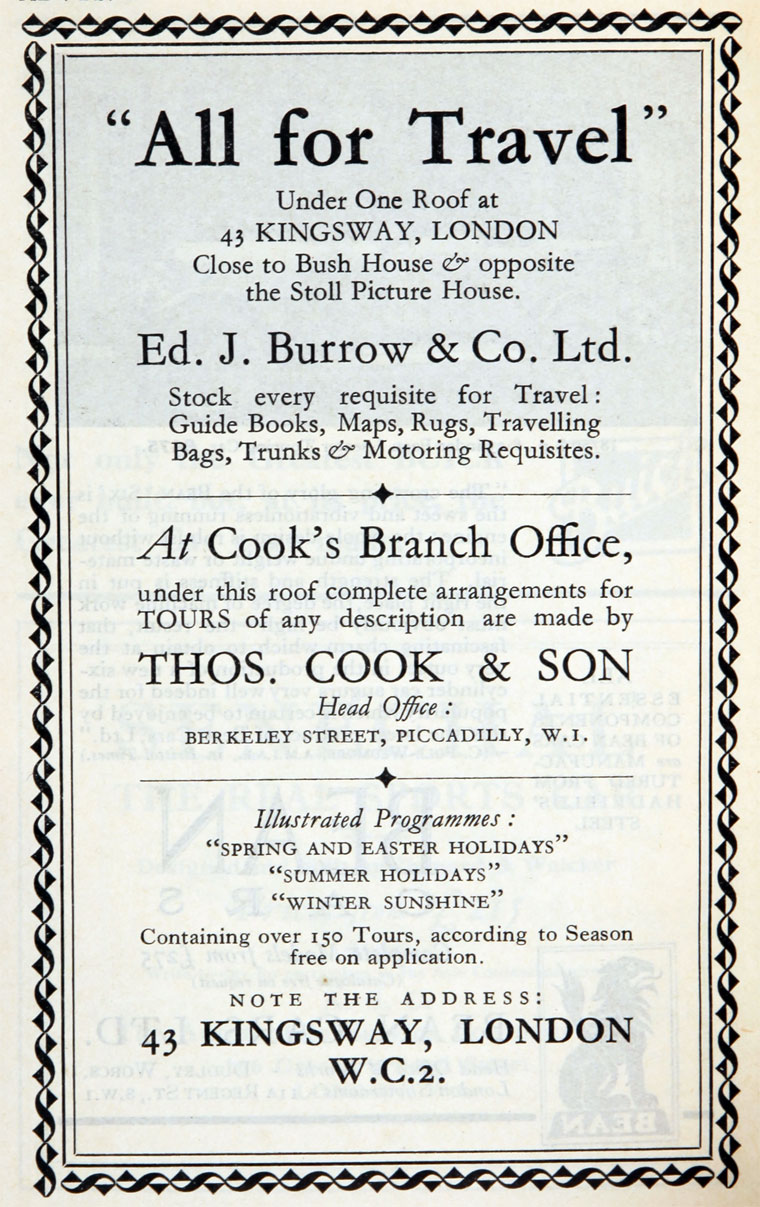 “All for Travel”
Under One Roof at
43 KINGSWAY, LONDON
Close to Bush House & opposite
the Stoll Picture House.
Ed. J. Burrow & Co. Ltd.
Stock every requisite for Travel:
Guide Books, Maps, Rugs, Travelling
Bags, Trunks & Motoring Requisites.
At Cook's Branch Office,
under this roof complete arrangements for
TOURS of any description are made by
THOS. COOK & SON
Head Office:
BERKELEY STREET, PICCADILLY, W.1.
Illustrated Programmes:
“SPRING AND EASTER HOLIDAYS”
“SUMMER HOLIDAYS”
“WINTER SUNSHINE”
Containing over 150 Tours, according to Season
free on application.
NOTE THE ADDRESS:
43 KINGSWAY, LONDON
W.C.2.